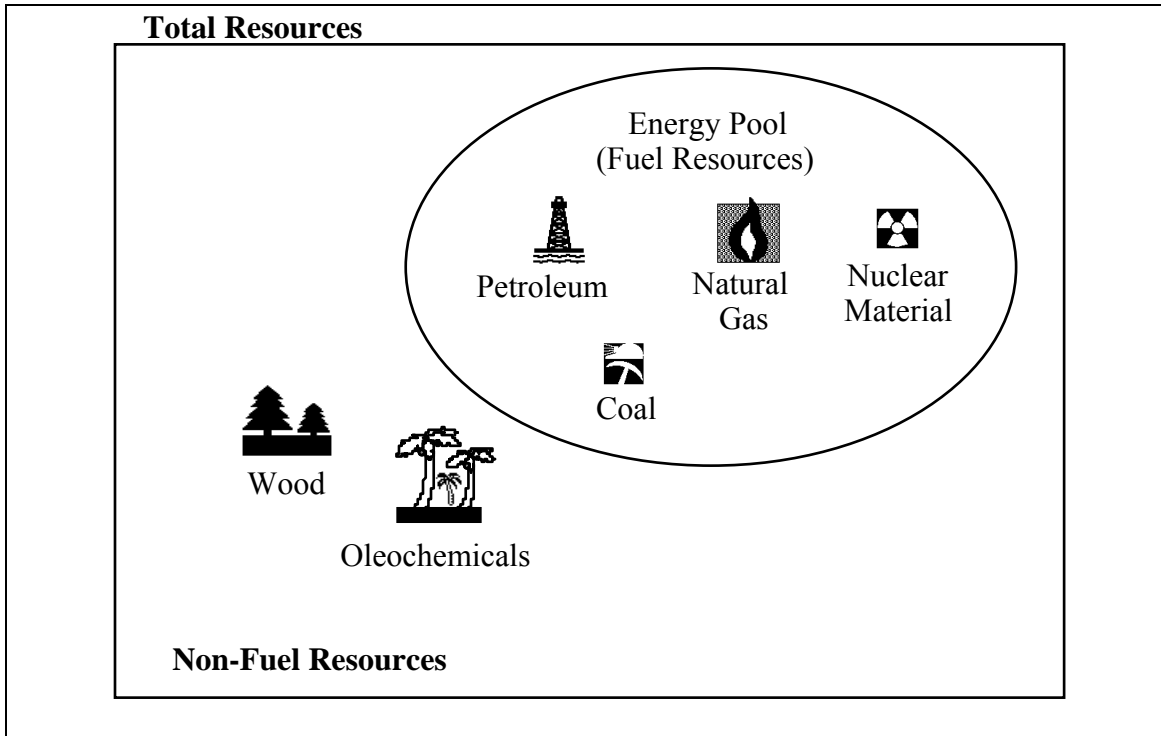 Total Resources
Energy Pool
(Fuel Resources)
Petroleum
Natural
Gas
Nuclear
Material
Coal
Wood
Oleochemicals
Non-Fuel Resources